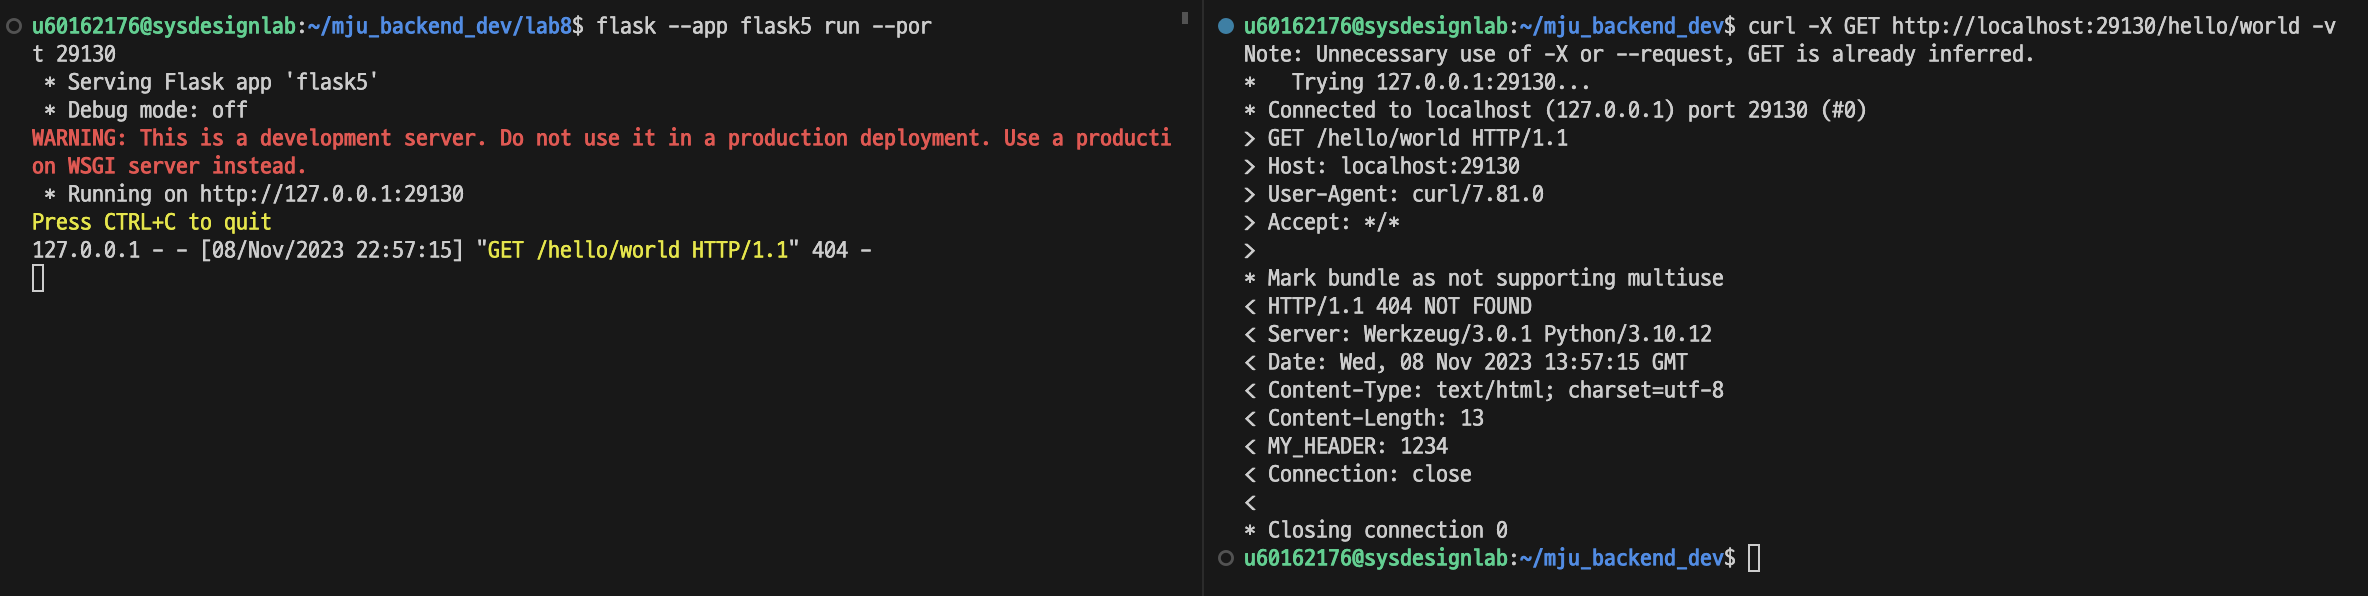 u60162176@sysdesignlab:~/mju_backend_dev/lab8$ flask --app flask5 run --por
t 29130
 * Serving Flask app 'flask5'
 * Debug mode: off
WARNING: This is a development server. Do not use it in a production deployment. Use a producti
on WSGI server instead.
 * Running on http://127.0.0.1:29130
Press CTRL+C to quit
127.0.0.1 - - [08/Nov/2023 22:57:15] "GET /hello/world HTTP/1.1" 404 -
u60162176@sysdesignlab:~/mju_backend_dev$ curl -X GET http://localhost:29130/hello/world -v
Note: Unnecessary use of -X or --request, GET is already inferred.
*   Trying 127.0.0.1:29130...
* Connected to localhost (127.0.0.1) port 29130 (#0)
> GET /hello/world HTTP/1.1
> Host: localhost:29130
> User-Agent: curl/7.81.0
> Accept: */*
>
* Mark bundle as not supporting multiuse
< HTTP/1.1 404 NOT FOUND
< Server: Werkzeug/3.0.1 Python/3.10.12
< Date: Wed, 08 Nov 2023 13:57:15 GMT
< Content-Type: text/html; charset=utf-8
< Content-Length: 13
< MY_HEADER: 1234
< Connection: close
<
* Closing connection 0
u60162176@sysdesignlab:~/mju_backend_dev$